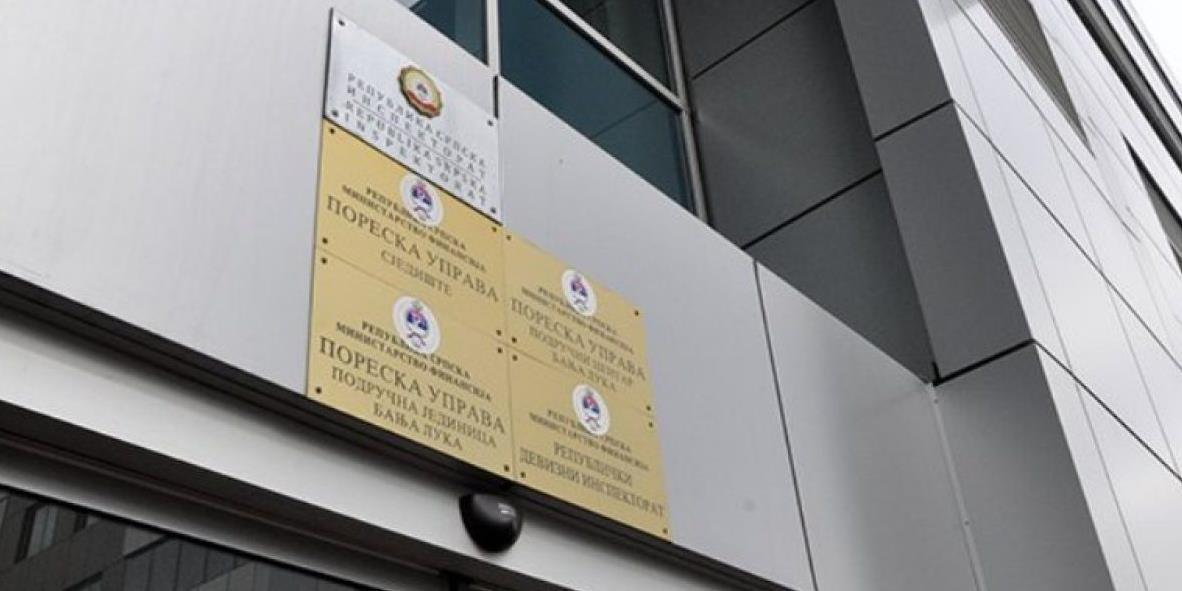 РЕПУБЛИКА СРПСКА
ИНСПЕКТОРАТ
REPUBLIKA SRPSKA
INSPEKTORAT
РЕПУБЛИКА СРПСКА
МИНИСТАРСТВО ФИНАНСИЈА
ПОРЕСКА УПРАВА
СЈЕДИШТЕ
РЕПУБЛИКА СРПСКА
МИНИСТАРСТВО ФИНАНСИЈА
ПОРЕСКА УПРАВА
ПОДРУЧНИ ЦЕНТАР
БАЊА ЛУКА
РЕПУБЛИКА СРПСКА
МИНИСТАРСТВО ФИНАНСИЈА
ПОРЕСКА УПРАВА
ПОДРУЧНА ЈЕДИНИЦА
БАЊА ЛУКА
РЕПУБЛИКА СРПСКА
МИНИСТАРСТВО ФИНАНСИЈА
РЕПУБЛИЧКИ
ДЕВИЗНИ ИНСПЕКТОРАТ